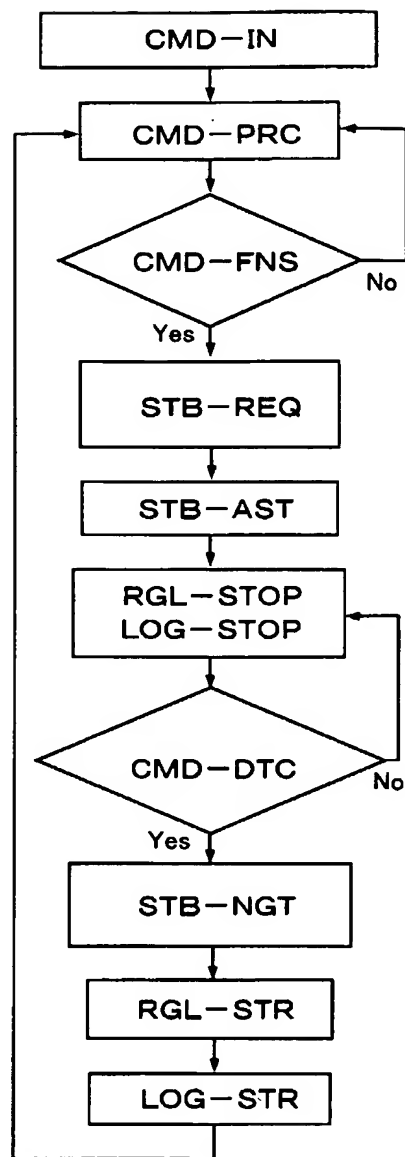 CMD-IN
CMD-PRC
CMD-FNS
No
Yes
STB-REQ
STB-AST
RGL-STOP
LOG-STOP
CMD-DTC
No
Yes
STB-NGT
RGL-STR
LOG-STR